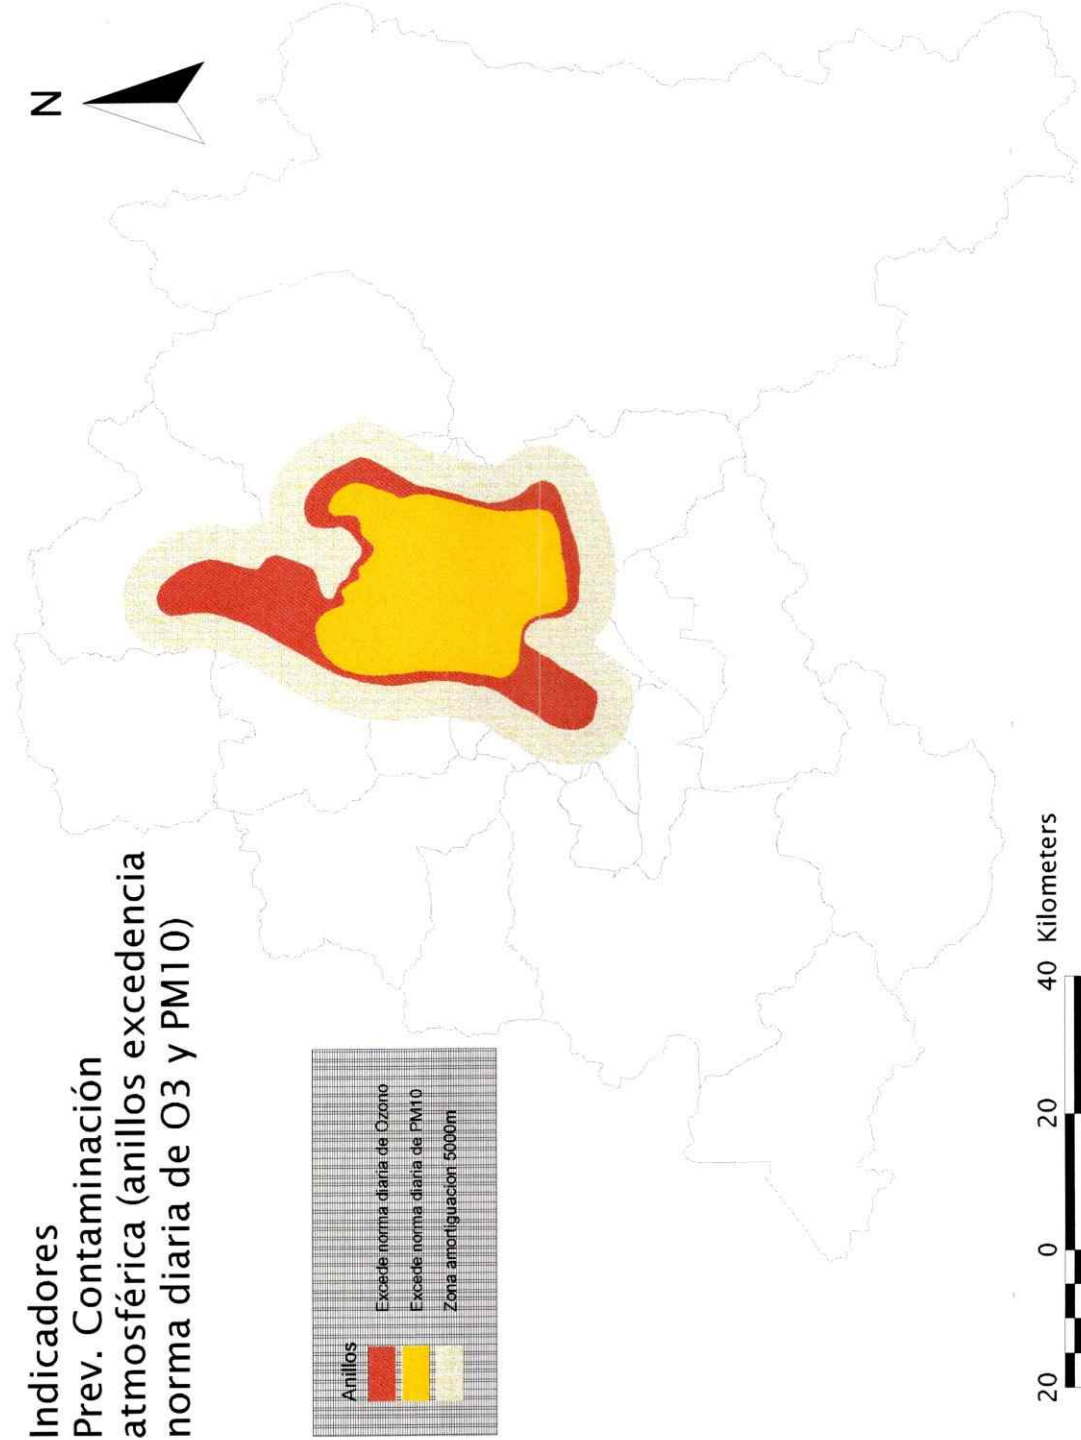 Indicadores
Prev. Contaminación
atmosférica (anillos excedencia
norma diaria de O3 y PM10)
N
Anillos
Excede norma diaria de Ozono
Excede norma diaria de PM10
Zona amortiguacion 5000m
20 0 20 40 Kilometers